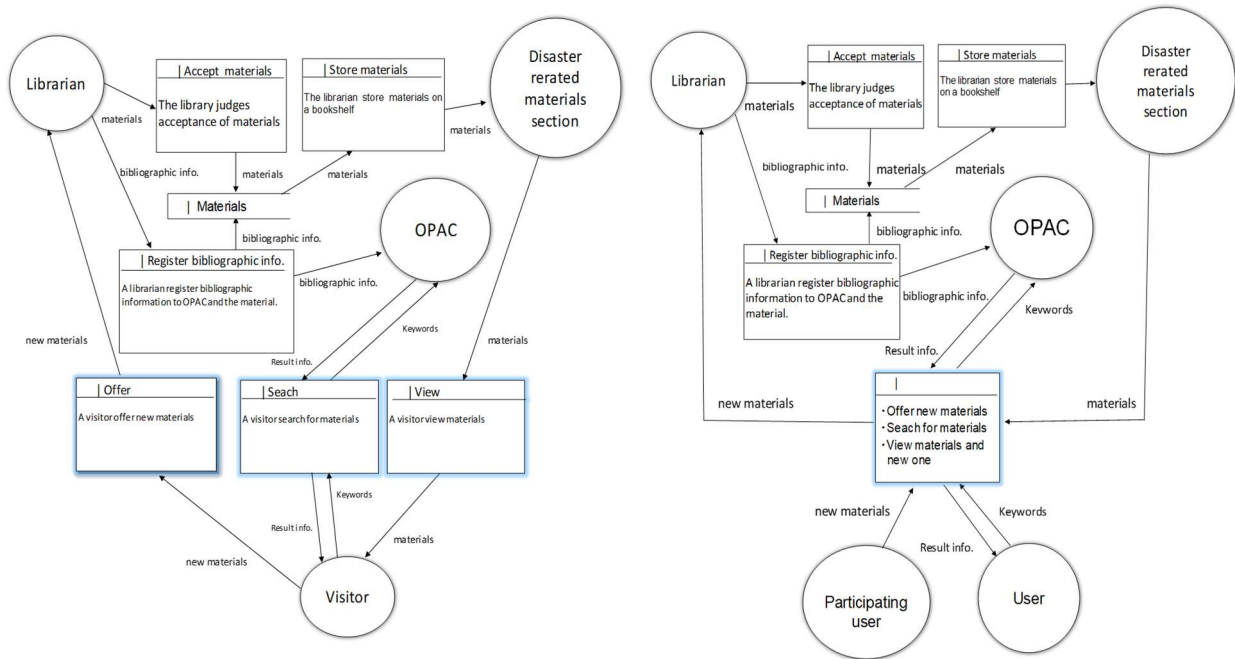 Librarian
| Accept materials
The library judges
acceptance of materials
| Store materials
The librarian store materials on
a bookshelf
Disaster
rerated
materials
section
materials
materials
bibliographic info.
materials
materials
| Materials
OPAC
bibliographic info.
| Register bibliographic info.
A librarian register bibliographic
information to OPAC and the material.
bibliographic info.
Keywords
new materials
Result info.
materials
| Offer
A visitor offer new materials
| Seach
A visitor search for materials
| View
A visitor view materials
Keywords
Result info.
materials
new materials
Visitor
Librarian
| Accept materials
The library judges
acceptance of materials
| Store materials
The librarian store materials
on a bookshelf
Disaster
rerated
materials
section
materials
bibliographic info.
materials
materials
| Materials
OPAC
bibliographic info.
| Register bibliographic info.
A librarian register bibliographic
information to OPAC and the
material.
bibliographic info.
Kevwords
Result info.
new materials
materials
|
・Offer new materials
・Seach for materials
・View materials and
new one
new materials
Keywords
Result info.
Participating
user
User